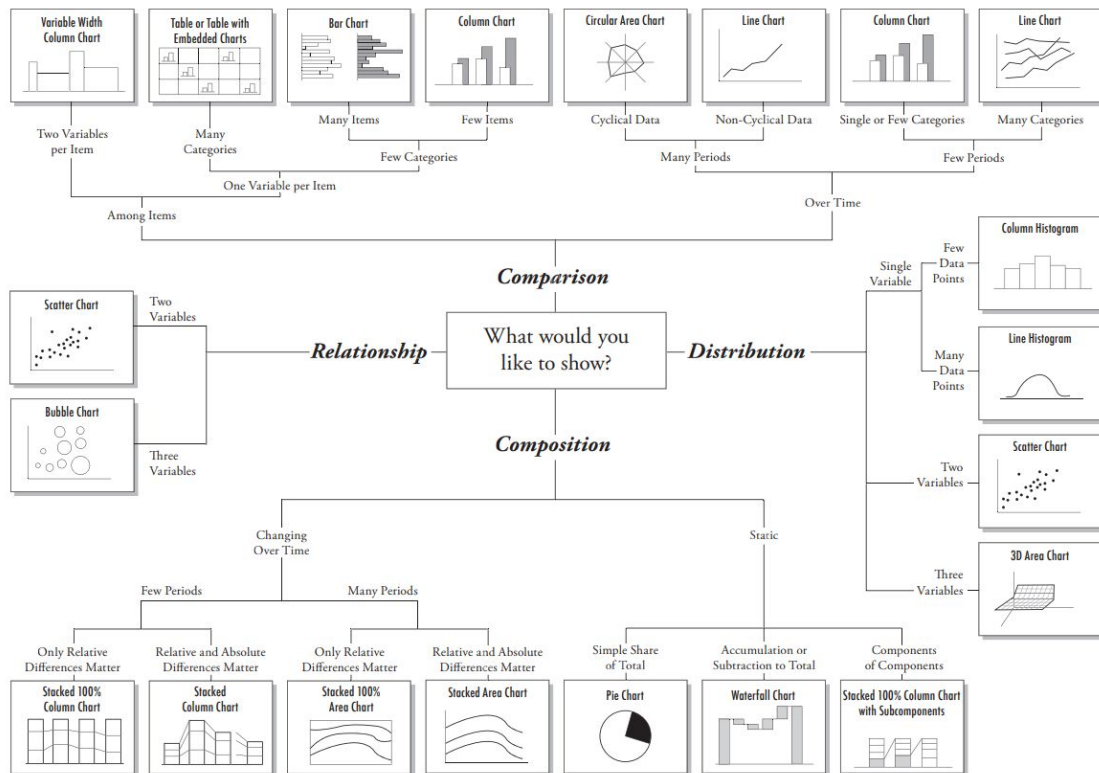 Variable Width
Column Chart
Table or Table with
Embedded Charts
Bar Chart
Column Chart
Circular Area Chart
Line Chart
Column Chart
Line Chart
Two Variables
per Item
Many
Categories
Many Items
Few Items
Cyclical Data
Non-Cyclical Data
Single or Few Categories
Many Categories
Few Categories
Many Periods
Few Periods
One Variable per Item
Among Items
Over Time
Comparison
What would you
like to show?
Relationship
Two
Variables
Scatter Chart
Three
Variables
Bubble Chart
Distribution
Single
Variable
Few
Data
Points
Column Histogram
Many
Data
Points
Line Histogram
Two
Variables
Scatter Chart
Three
Variables
3D Area Chart
Composition
Changing
Over Time
Static
Few Periods
Many Periods
Only Relative
Differences Matter
Relative and Absolute
Differences Matter
Only Relative
Differences Matter
Relative and Absolute
Differences Matter
Simple Share
of Total
Accumulation or
Subtraction to Total
Components
of Components
Stacked 100%
Column Chart
Stacked
Column Chart
Stacked 100%
Area Chart
Stacked Area Chart
Pie Chart
Waterfall Chart
Stacked 100% Column Chart
with Subcomponents